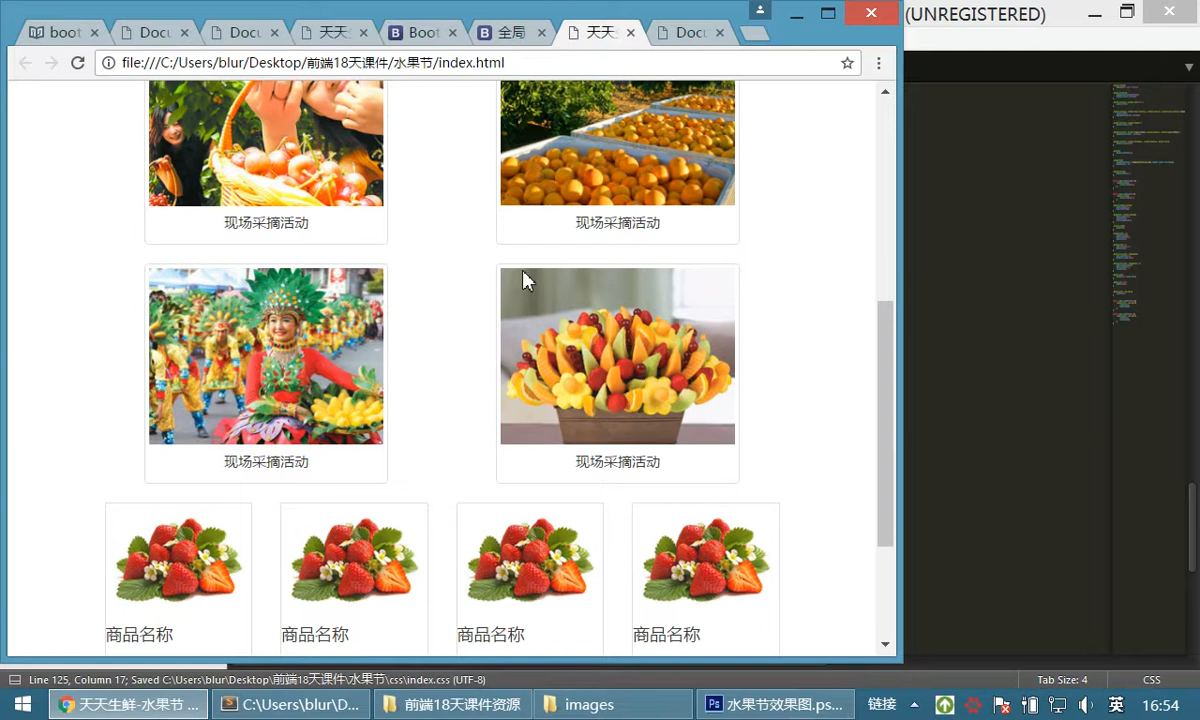 (UNREGISTERED)
boot
Docu
Docu
天天
Boot
全局
天天
Docu
file:///C:/Users/blur/Desktop/前端18天课件/水果节/index.html
现场采摘活动
现场采摘活动
现场采摘活动
现场采摘活动
商品名称
商品名称
商品名称
商品名称
Line 125, Column 17; Saved C:\Users\blur\Desktop\前端18天课件\水果节\css\index.css (UTF-8)
Tab Size: 4
CSS
天天生鲜-水果节 ...
C:\Users\blur\D...
前端18天课件资源
images
Ps
水果节效果图.ps...
链接
英
16:54